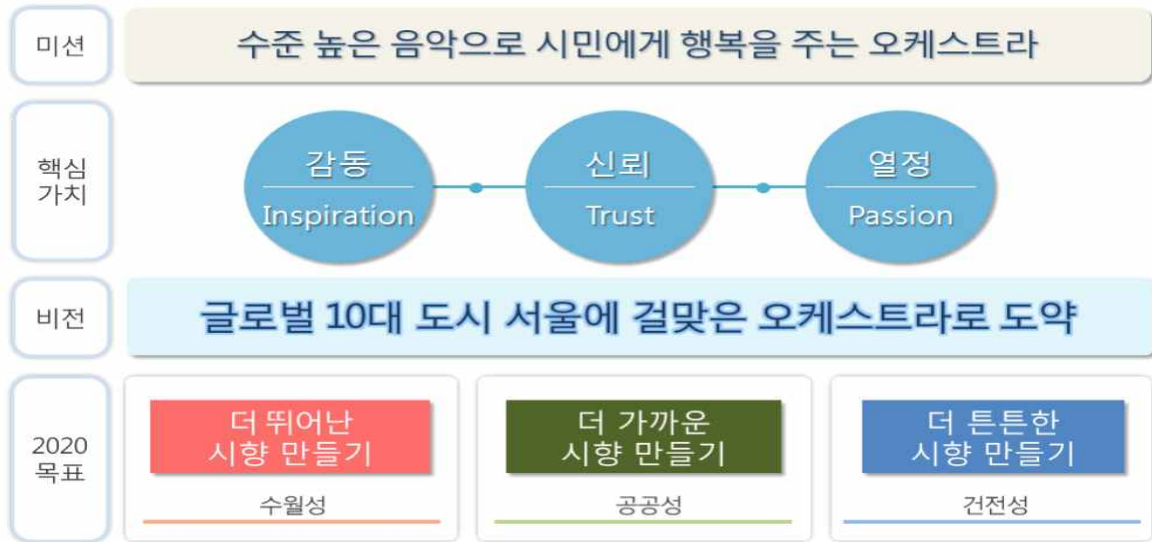 미션
수준 높은 음악으로 시민에게 행복을 주는 오케스트라
핵심
가치
감동
Inspiration
신뢰
Trust
열정
Passion
비전
글로벌 10대 도시 서울에 걸맞은 오케스트라로 도약
2020
목표
더 뛰어난
시향 만들기
수월성
더 가까운
시향 만들기
공공성
더 튼튼한
시향 만들기
건전성